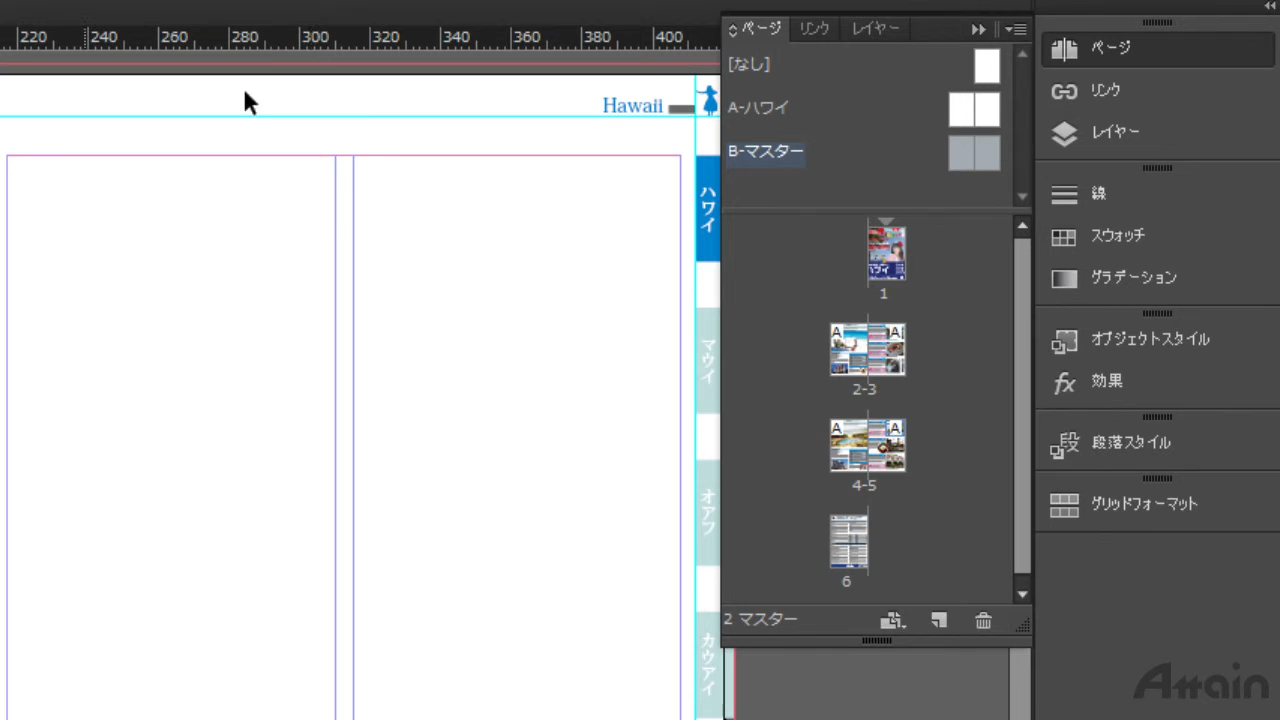 220 240 260 280 300 320 340 360 380 400
Hawaii
ハワイ
マウイ
オアフ
カウアイ
ページ リンク レイヤー
[なし]
A-ハワイ
B-マスター
1
A A
2-3
A A
4-5
6
2 マスター
ページ
リンク
レイヤー
線
スウォッチ
グラデーション
オブジェクトスタイル
fx 効果
段 段落スタイル
グリッドフォーマット
Attain